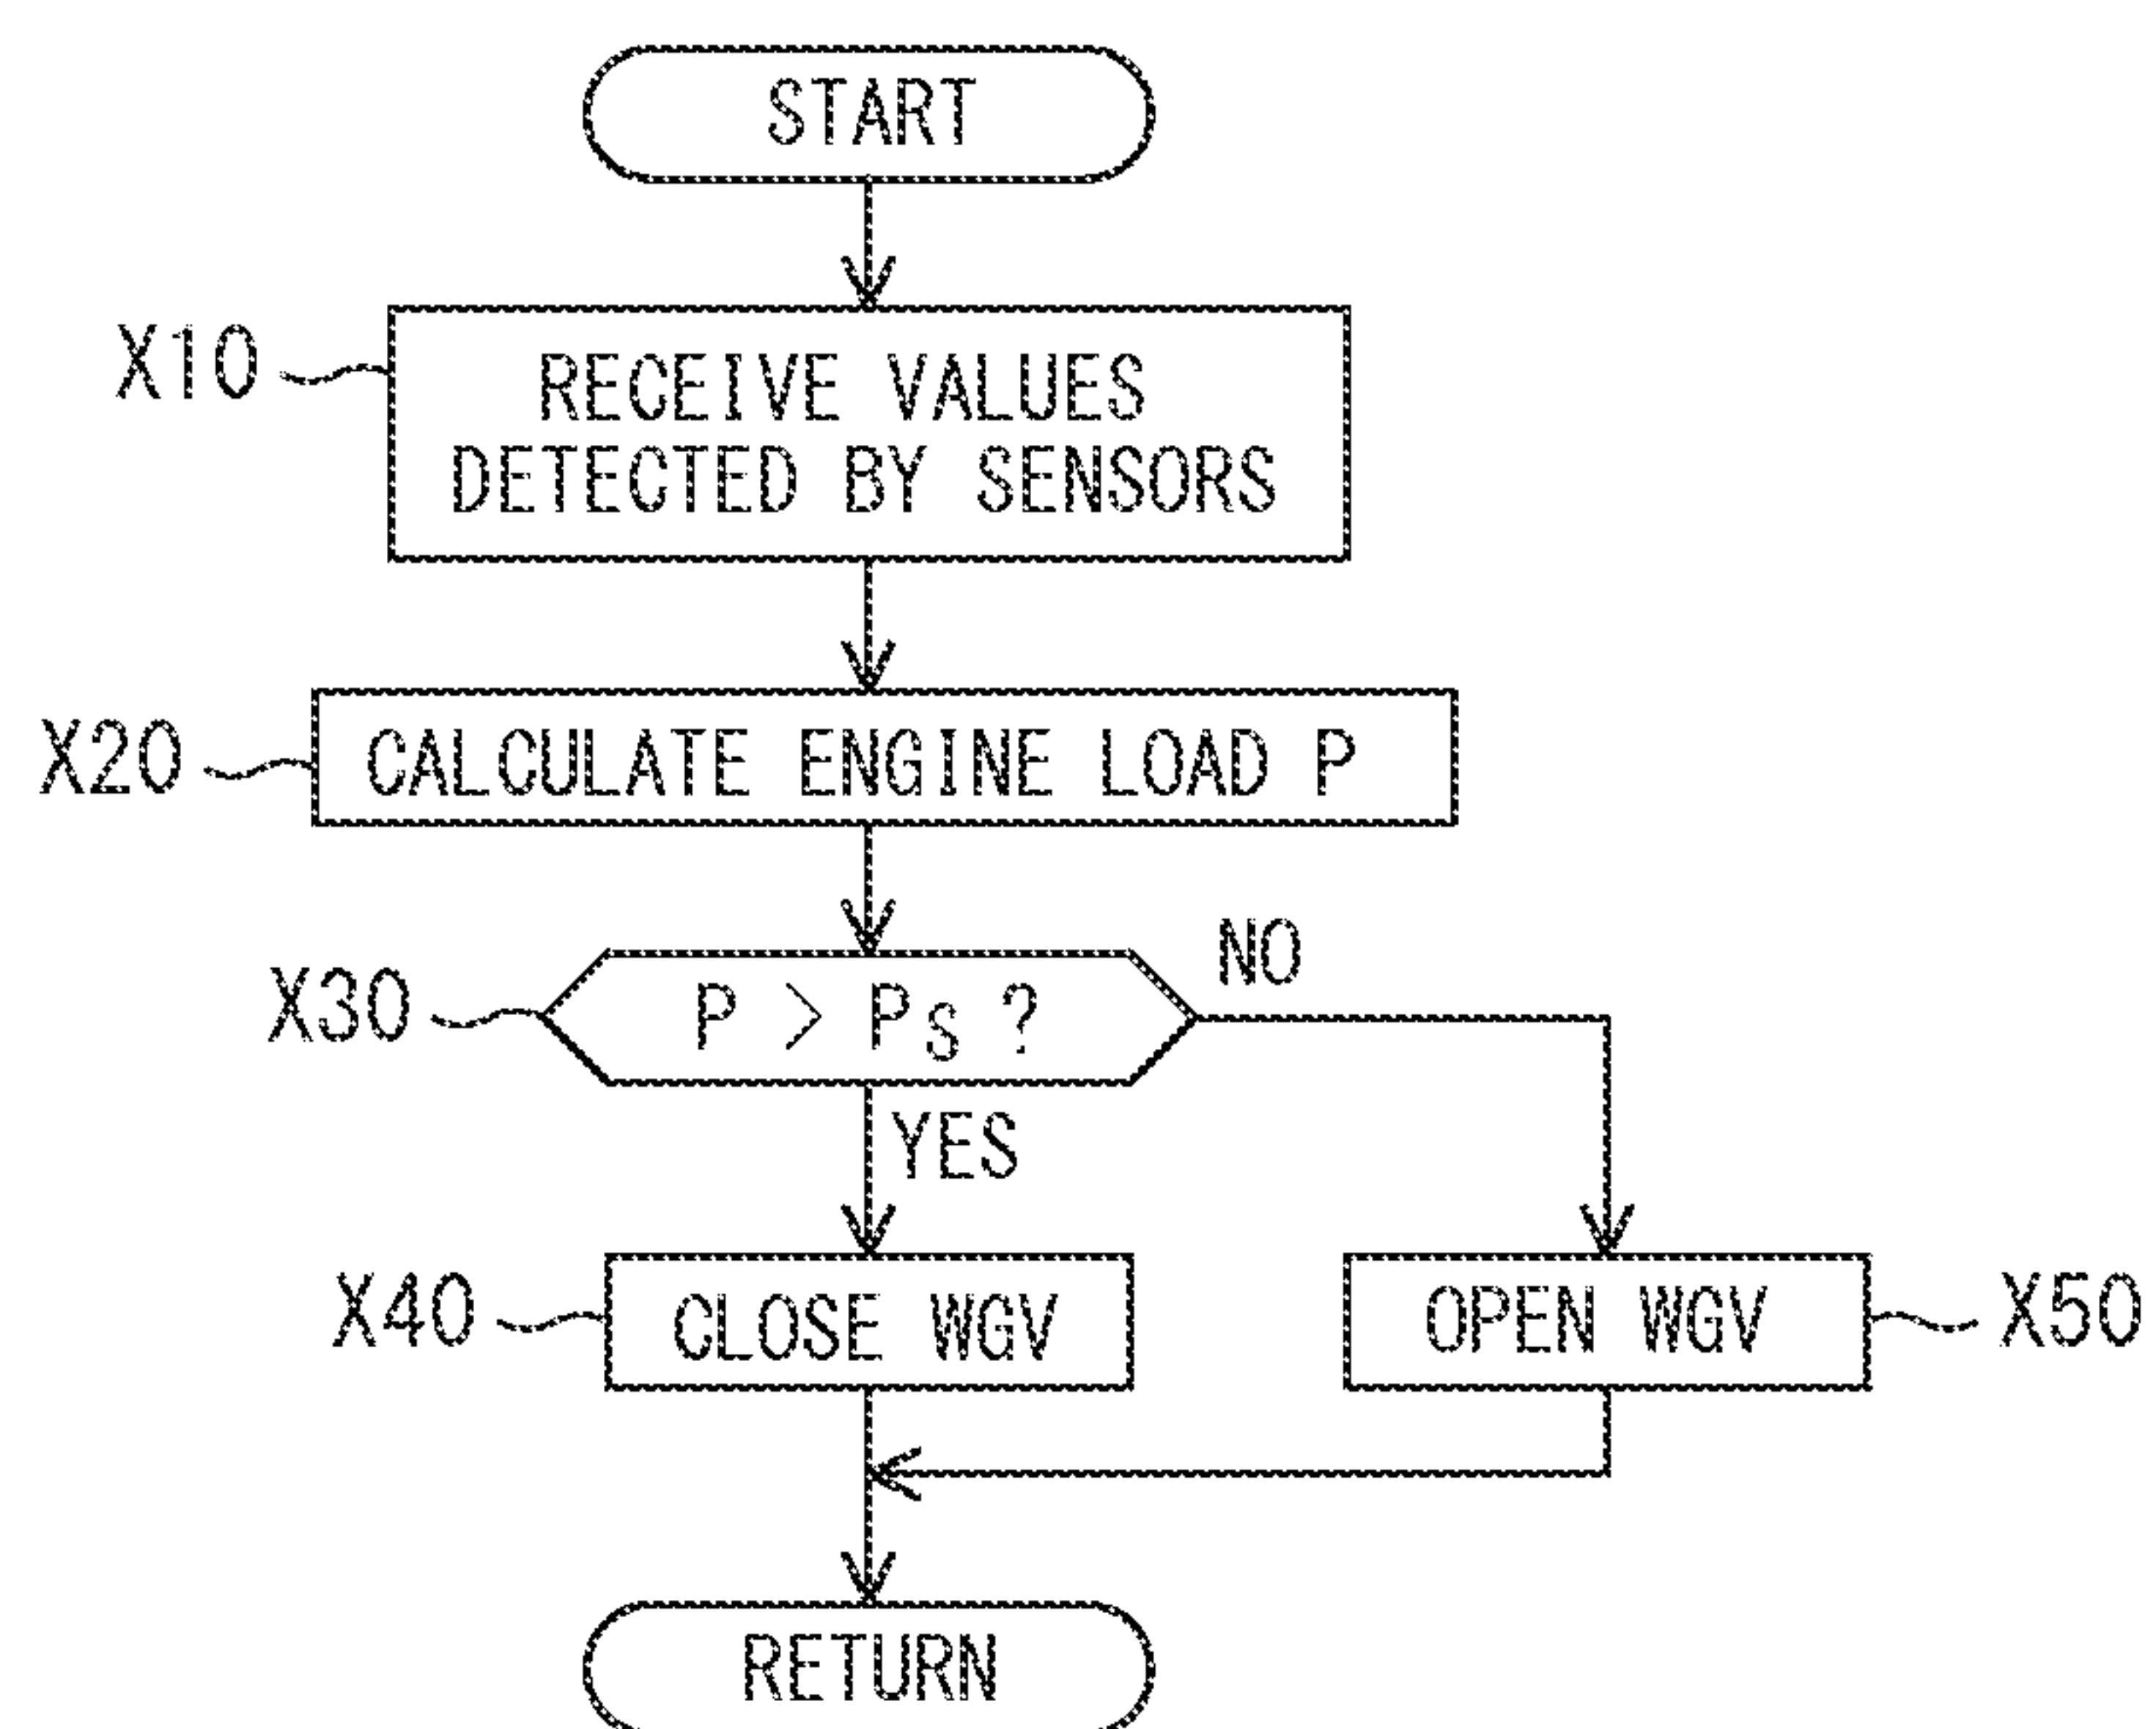 START
X10
RECEIVE VALUES
DETECTED BY SENSORS
X20
CALCULATE ENGINE LOAD P
X30
P > PS ?
NO
YES
X40
CLOSE WGV
OPEN WGV
X50
RETURN